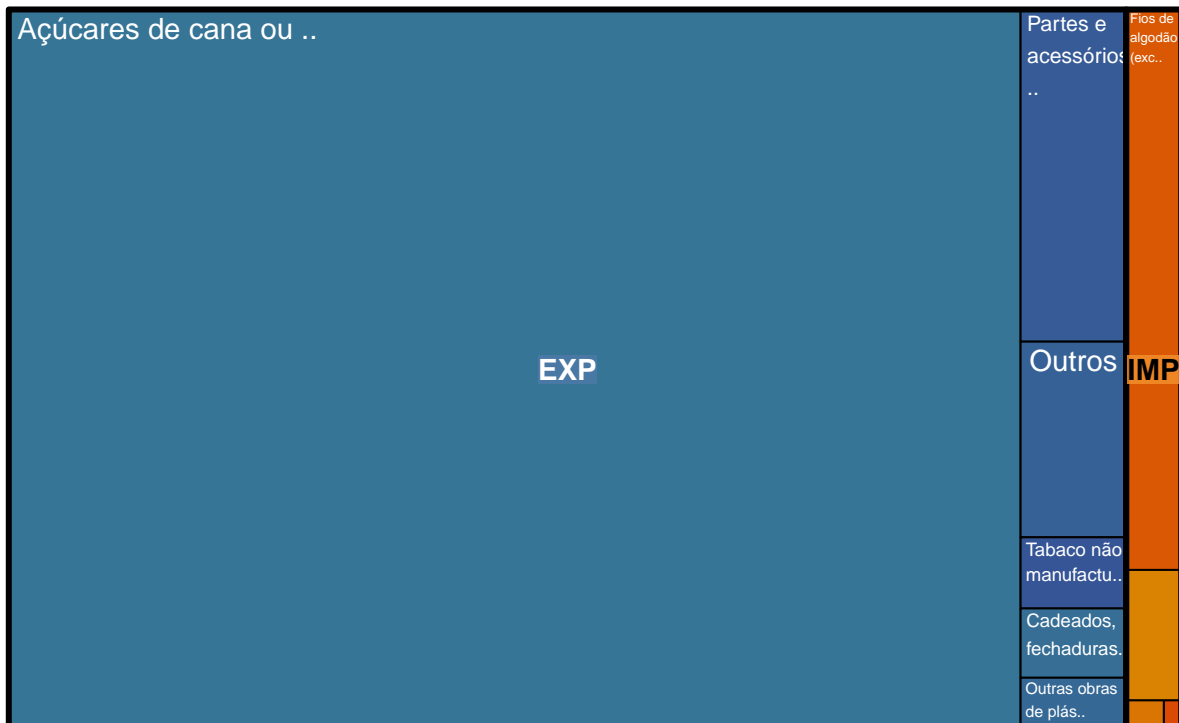 Açúcares de cana ou ..
EXP
Partes e
acessórios
..
Outros
Tabaco não
manufactu..
Cadeados,
fechaduras.
Outras obras
de plás..
Fios de
algodão
(exc..
IMP